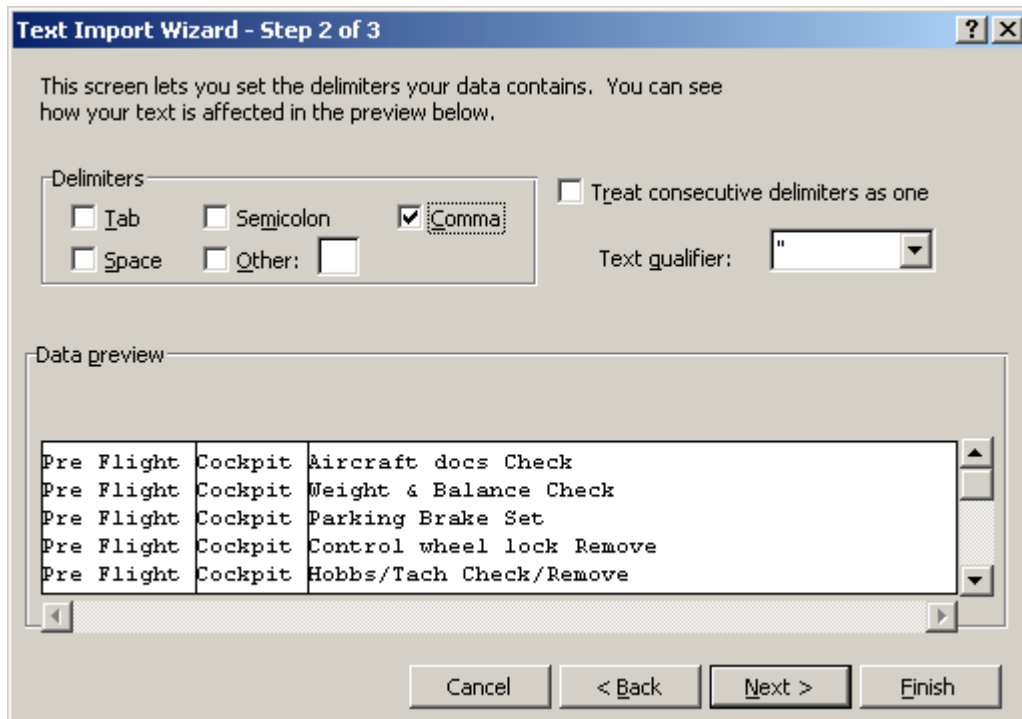 Text Import Wizard - Step 2 of 3
This screen lets you set the delimiters your data contains. You can see
how your text is affected in the preview below.
Delimiters
Tab Semicolon Comma
Space Other:
Treat consecutive delimiters as one
Text qualifier: "
Data preview
Pre Flight Cockpit Aircraft docs Check
Pre Flight Cockpit Weight & Balance Check
Pre Flight Cockpit Parking Brake Set
Pre Flight Cockpit Control wheel lock Remove
Pre Flight Cockpit Hobbs/Tach Check/Remove
Cancel < Back Next > Finish